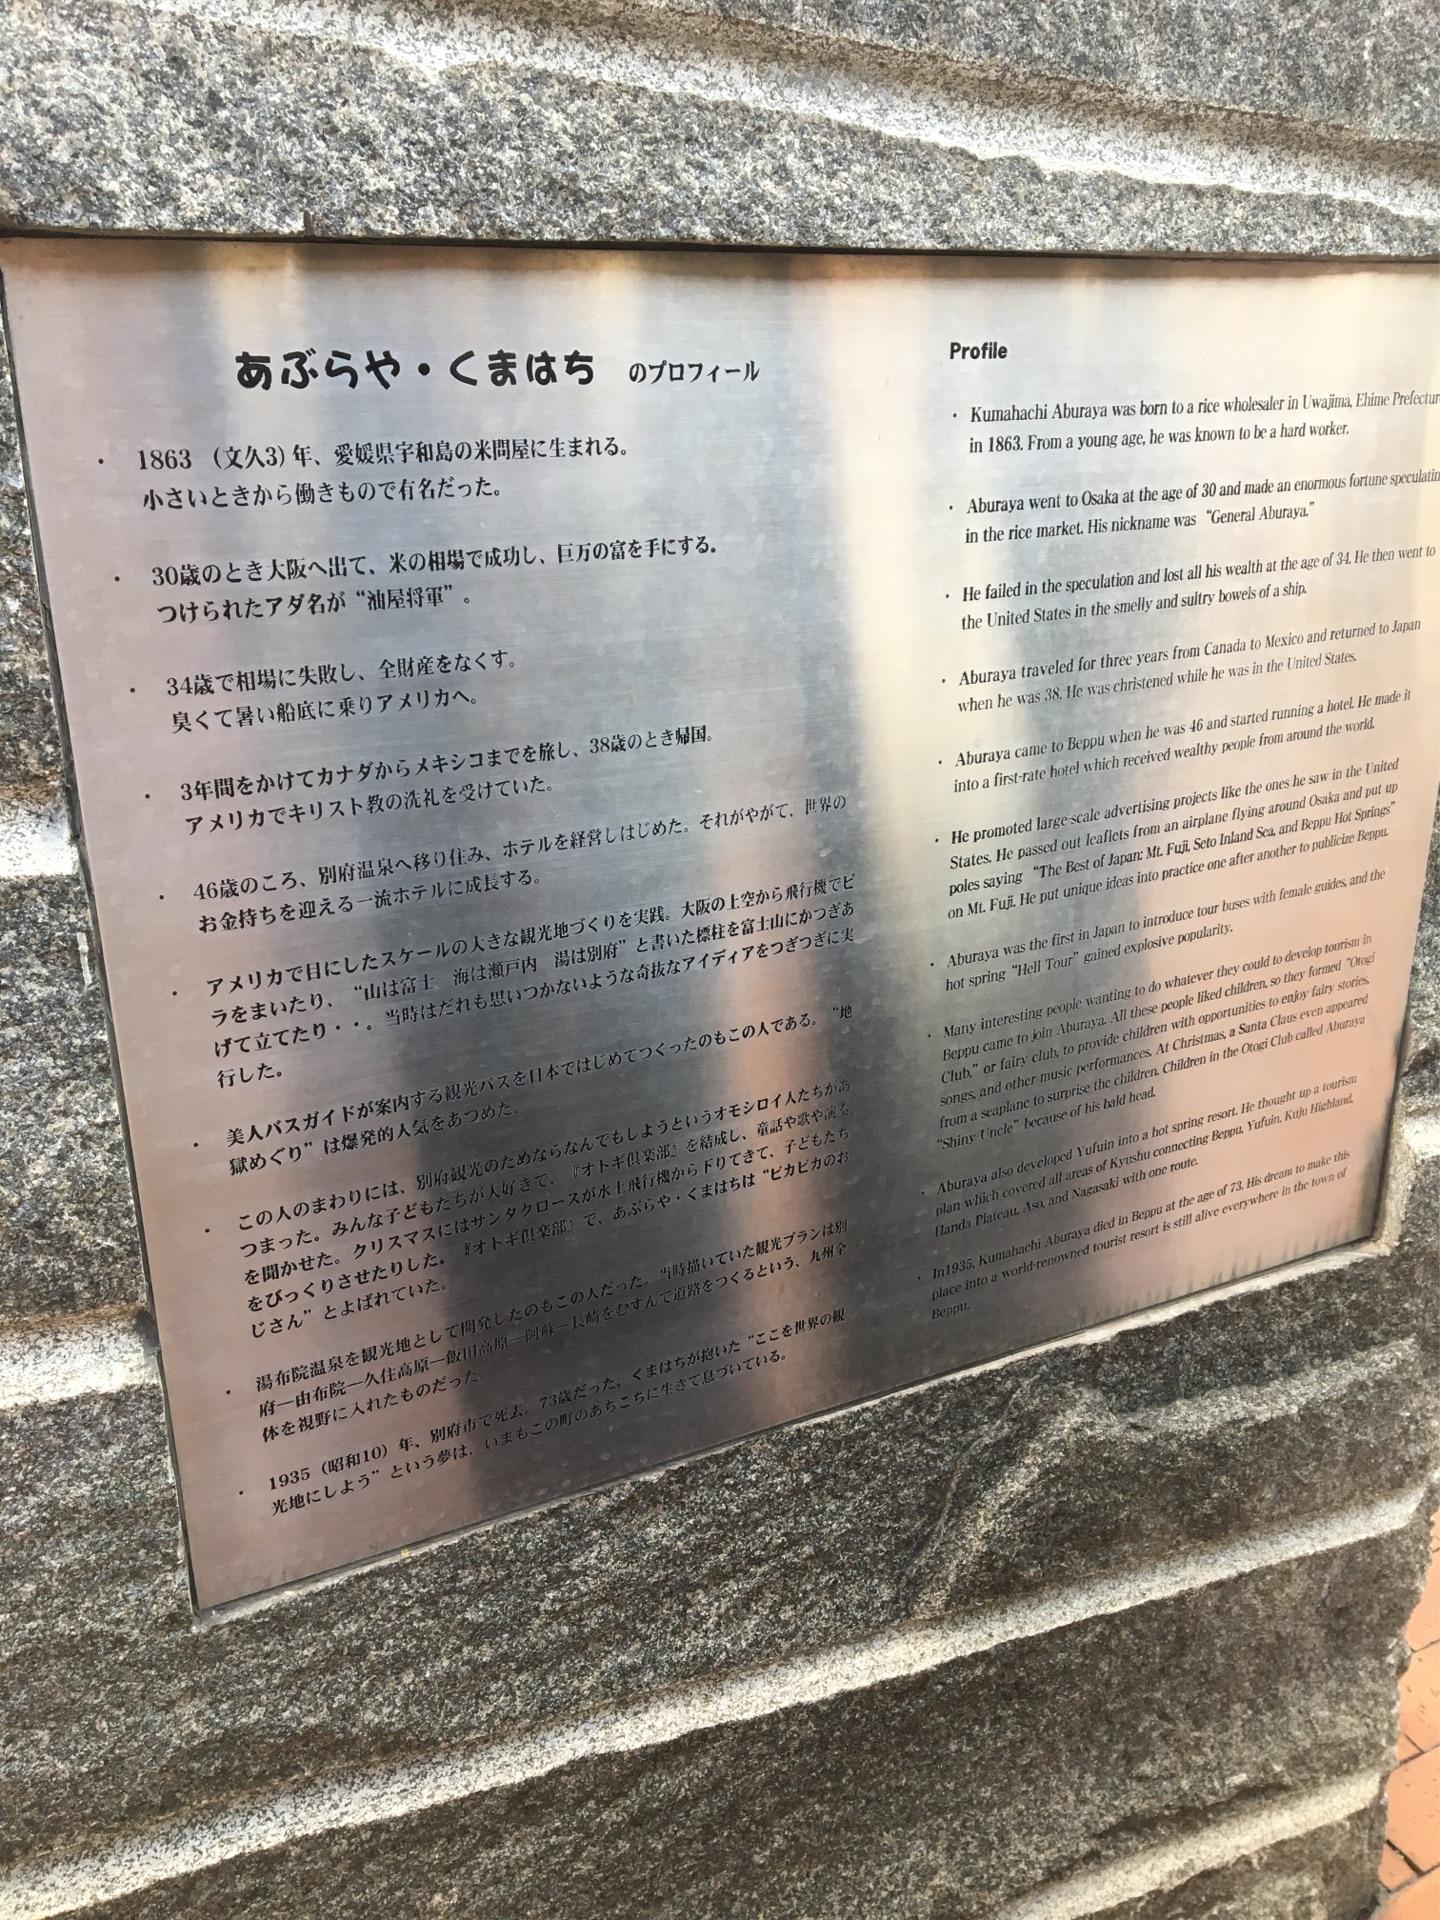 あぶらや・くまはち のプロフィール
・ 1863 (文久3) 年、愛媛県宇和島の米問屋に生まれる。
小さいときから働きもので有名だった。
・ 30歳のとき大阪へ出て、米の相場で成功し、巨万の富を手にする。
つけられたアダ名が“油屋将軍”。
・ 34歳で相場に失敗し、全財産をなくす。
臭くて暑い船底に乗りアメリカへ。
・ 3年間をかけてカナダからメキシコまでを旅し、38歳のとき帰国。
アメリカでキリスト教の洗礼を受けていた。
・ 46歳のころ、別府温泉へ移り住み、ホテルを経営しはじめた。それがやがて、世界の
お金持ちを迎える一流ホテルに成長する。
・ アメリカで目にしたスケールの大きな観光地づくりを実践。大阪の上空から飛行機でビ
ラをまいたり、“山は富士 海は瀬戸内 湯は別府”と書いた標柱を富士山にかつぎあ
げて立てたり・・。当時はだれも思いつかないような奇抜なアイディアをつぎつぎに実
行した。
・ 美人バスガイドが案内する観光バスを日本ではじめてつくったのもこの人である。“地
獄めぐり”は爆発的人気をあつめた。
・ この人のまわりには、別府観光のためならなんでもしようというオモシロイ人たちがあ
つまった。みんな子どもたちが大好きで、『オトギ倶楽部』を結成し、童話や歌や演奏
を聞かせた。クリスマスにはサンタクロースが水上飛行機から下りてきて、子どもたち
をびっくりさせたりした。『オトギ倶楽部』で、あぶらや・くまはちは“ピカピカのお
じさん”とよばれていた。
・ 湯布院温泉を観光地として開発したのもこの人だった。当時描いていた観光プランは別
府―由布院―久住高原―飯田高原―阿蘇―長崎をむすんで道路をつくるという、九州全
体を視野に入れたものだった。
・ 1935 (昭和10) 年、別府市で死去。73歳だった。くまはちが抱いた“ここを世界の観
光地にしよう”という夢は、いまもこの町のあちこちに生きて息づいている。
Profile
・ Kumahachi Aburaya was born to a rice wholesaler in Uwajima, Ehime Prefectur
in 1863. From a young age, he was known to be a hard worker.
・ Aburaya went to Osaka at the age of 30 and made an enormous fortune speculatin
in the rice market. His nickname was “General Aburaya.”
・ He failed in the speculation and lost all his wealth at the age of 34. He then went to
the United States in the smelly and sultry bowels of a ship.
・ Aburaya traveled for three years from Canada to Mexico and returned to Japan
when he was 38. He was christened while he was in the United States.
・ Aburaya came to Beppu when he was 46 and started running a hotel. He made it
into a first-rate hotel which received wealthy people from around the world.
・ He promoted large-scale advertising projects like the ones he saw in the United
States. He passed out leaflets from an airplane flying around Osaka and put up
poles saying “The Best of Japan: Mt. Fuji, Seto Inland Sea, and Beppu Hot Springs”
on Mt. Fuji. He put unique ideas into practice one after another to publicize Beppu.
・ Aburaya was the first in Japan to introduce tour buses with female guides, and the
hot spring “Hell Tour” gained explosive popularity.
・ Many interesting people wanting to do whatever they could to develop tourism in
Beppu came to join Aburaya. All these people liked children, so they formed “Otogi
Club,” or fairy club, to provide children with opportunities to enjoy fairy stories,
songs, and other music performances. At Christmas, a Santa Claus even appeared
from a seaplane to surprise the children. Children in the Otogi Club called Aburaya
“Shiny Uncle” because of his bald head.
・ Aburaya also developed Yufuin into a hot spring resort. He thought up a tourism
plan which covered all areas of Kyushu connecting Beppu, Yufuin, Kuju Highland,
Handa Plateau, Aso, and Nagasaki with one route.
・ In1935, Kumahachi Aburaya died in Beppu at the age of 73. His dream to make this
place into a world-renowned tourist resort is still alive everywhere in the town of
Beppu.